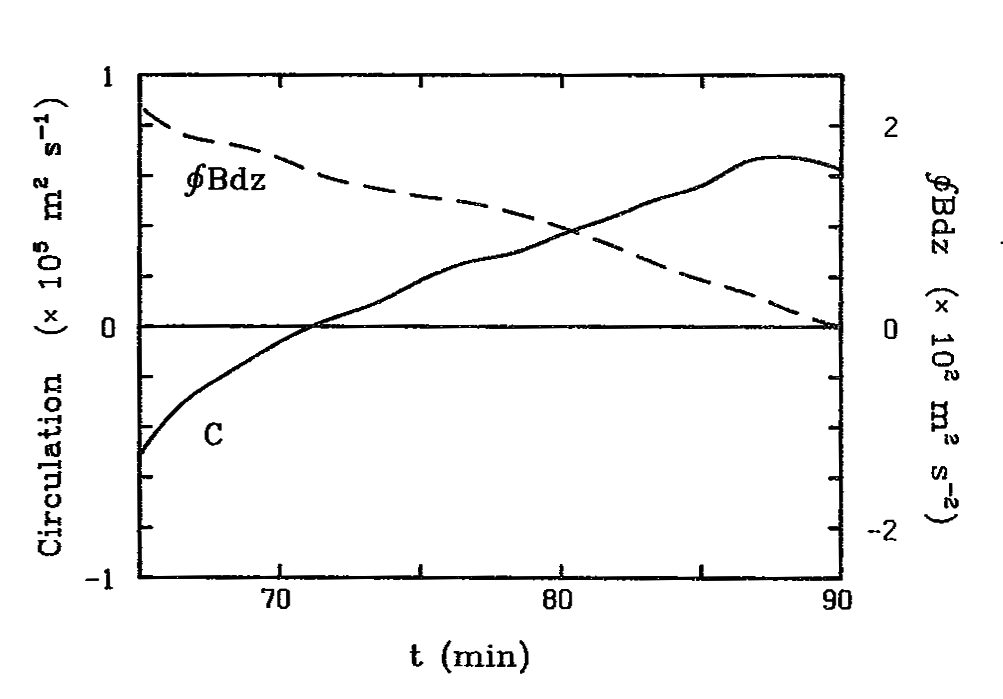 1
0
-1
Circulation (× 10⁵ m² s⁻¹)
∮Bdz
C
2
0
-2
∮Bdz (× 10² m² s⁻²)
70
80
90
t (min)